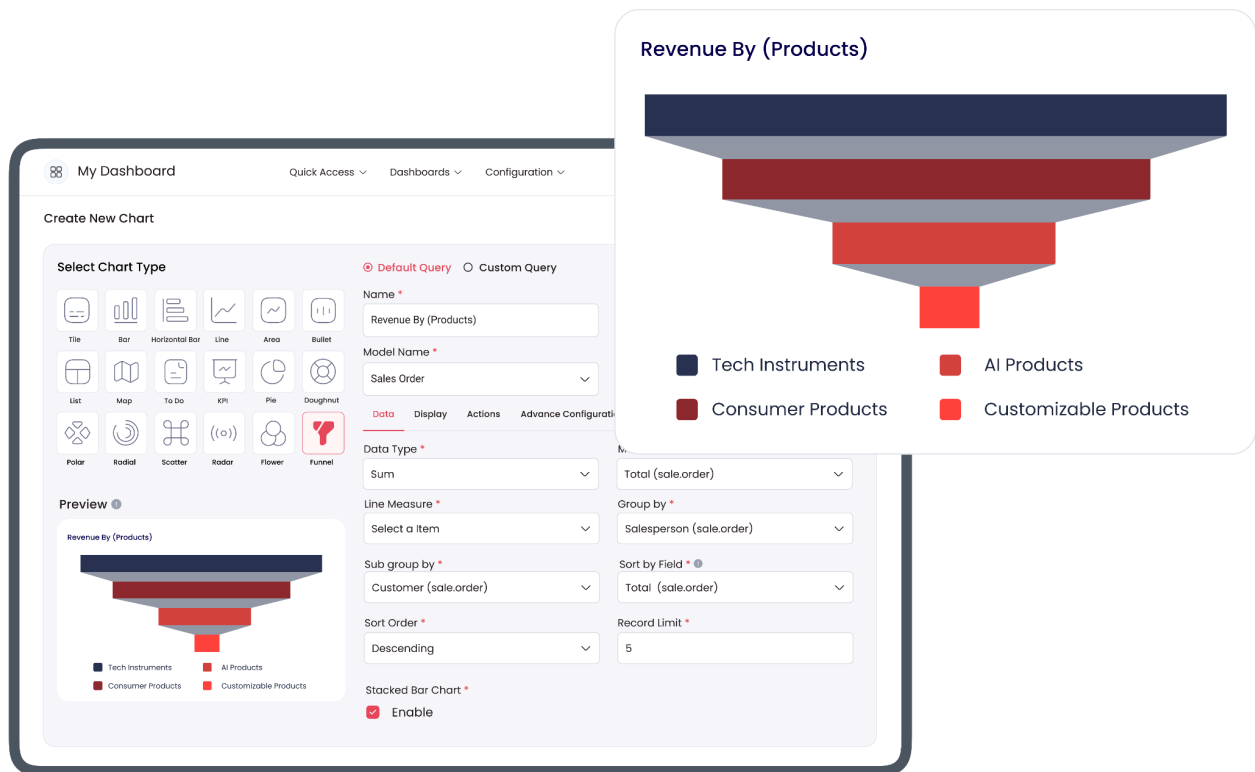 Revenue By (Products)
Tech Instruments
AI Products
Consumer Products
Customizable Products
My Dashboard
Quick Access
Dashboards
Configuration
Create New Chart
Select Chart Type
Tile
Bar
Horizontal Bar
Line
Area
Bullet
List
Map
To Do
KPI
Pie
Doughnut
Polar
Radial
Scatter
Radar
Flower
Funnel
Preview
Revenue By (Products)
Tech Instruments
AI Products
Consumer Products
Customizable Products
Default Query
Custom Query
Name *
Revenue By (Products)
Model Name *
Sales Order
Data
Display
Actions
Advance
Data Type *
Sum
Total (sale.order)
Line Measure *
Select a Item
Group by *
Salesperson (sale.order)
Sub group by *
Customer (sale.order)
Sort by Field *
Total (sale.order)
Sort Order *
Descending
Record Limit *
5
Stacked Bar Chart *
Enable